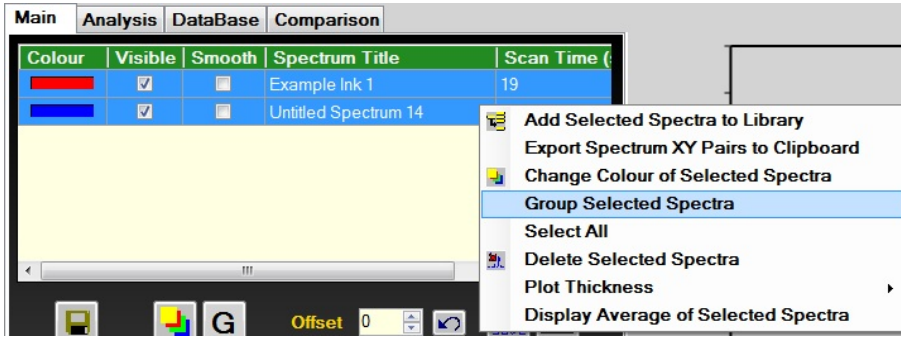 Main Analysis DataBase Comparison
Colour Visible Smooth Spectrum Title Scan Time (
Example Ink 1 19
Untitled Spectrum 14
Add Selected Spectra to Library
Export Spectrum XY Pairs to Clipboard
Change Colour of Selected Spectra
Group Selected Spectra
Select All
Delete Selected Spectra
Plot Thickness
Display Average of Selected Spectra
G Offset 0